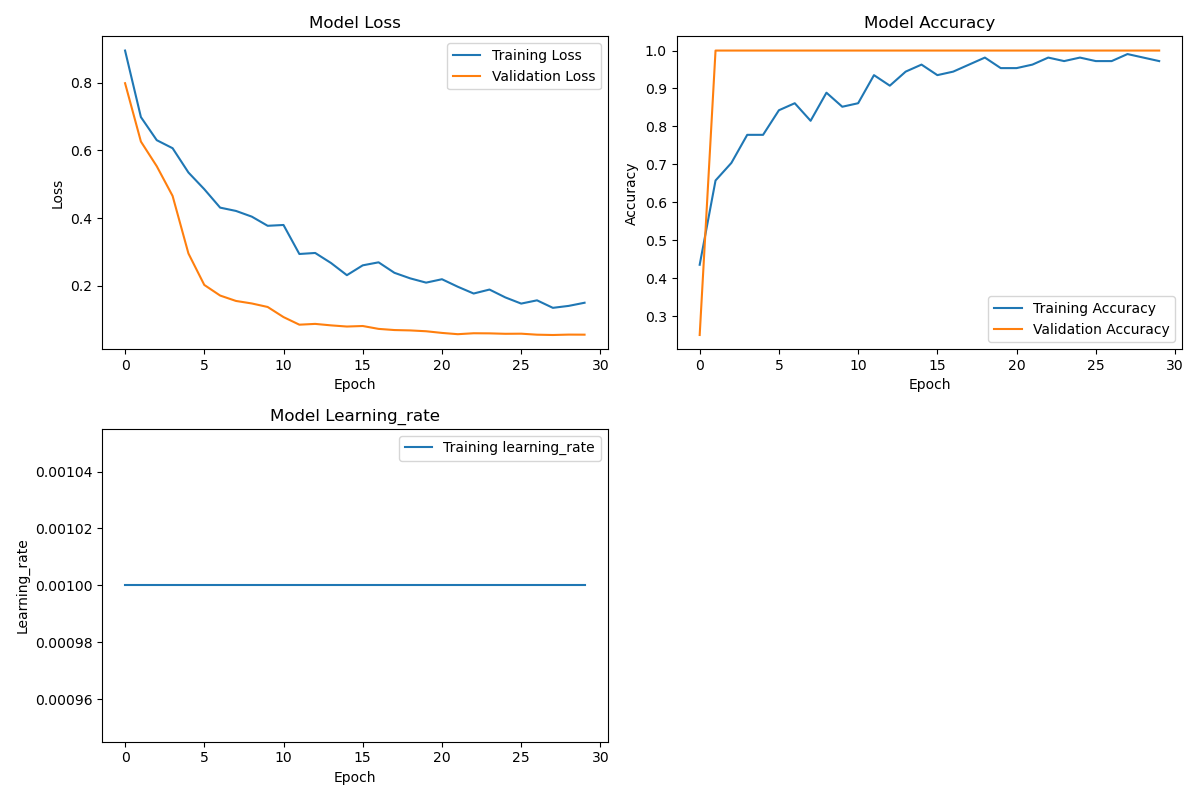 Model Loss
Training Loss
Validation Loss
Loss
0.8
0.6
0.4
0.2
0 5 10 15 20 25 30
Epoch
Model Accuracy
Accuracy
1.0
0.9
0.8
0.7
0.6
0.5
0.4
0.3
Training Accuracy
Validation Accuracy
0 5 10 15 20 25 30
Epoch
Model Learning_rate
Training learning_rate
Learning_rate
0.00104
0.00102
0.00100
0.00098
0.00096
0 5 10 15 20 25 30
Epoch